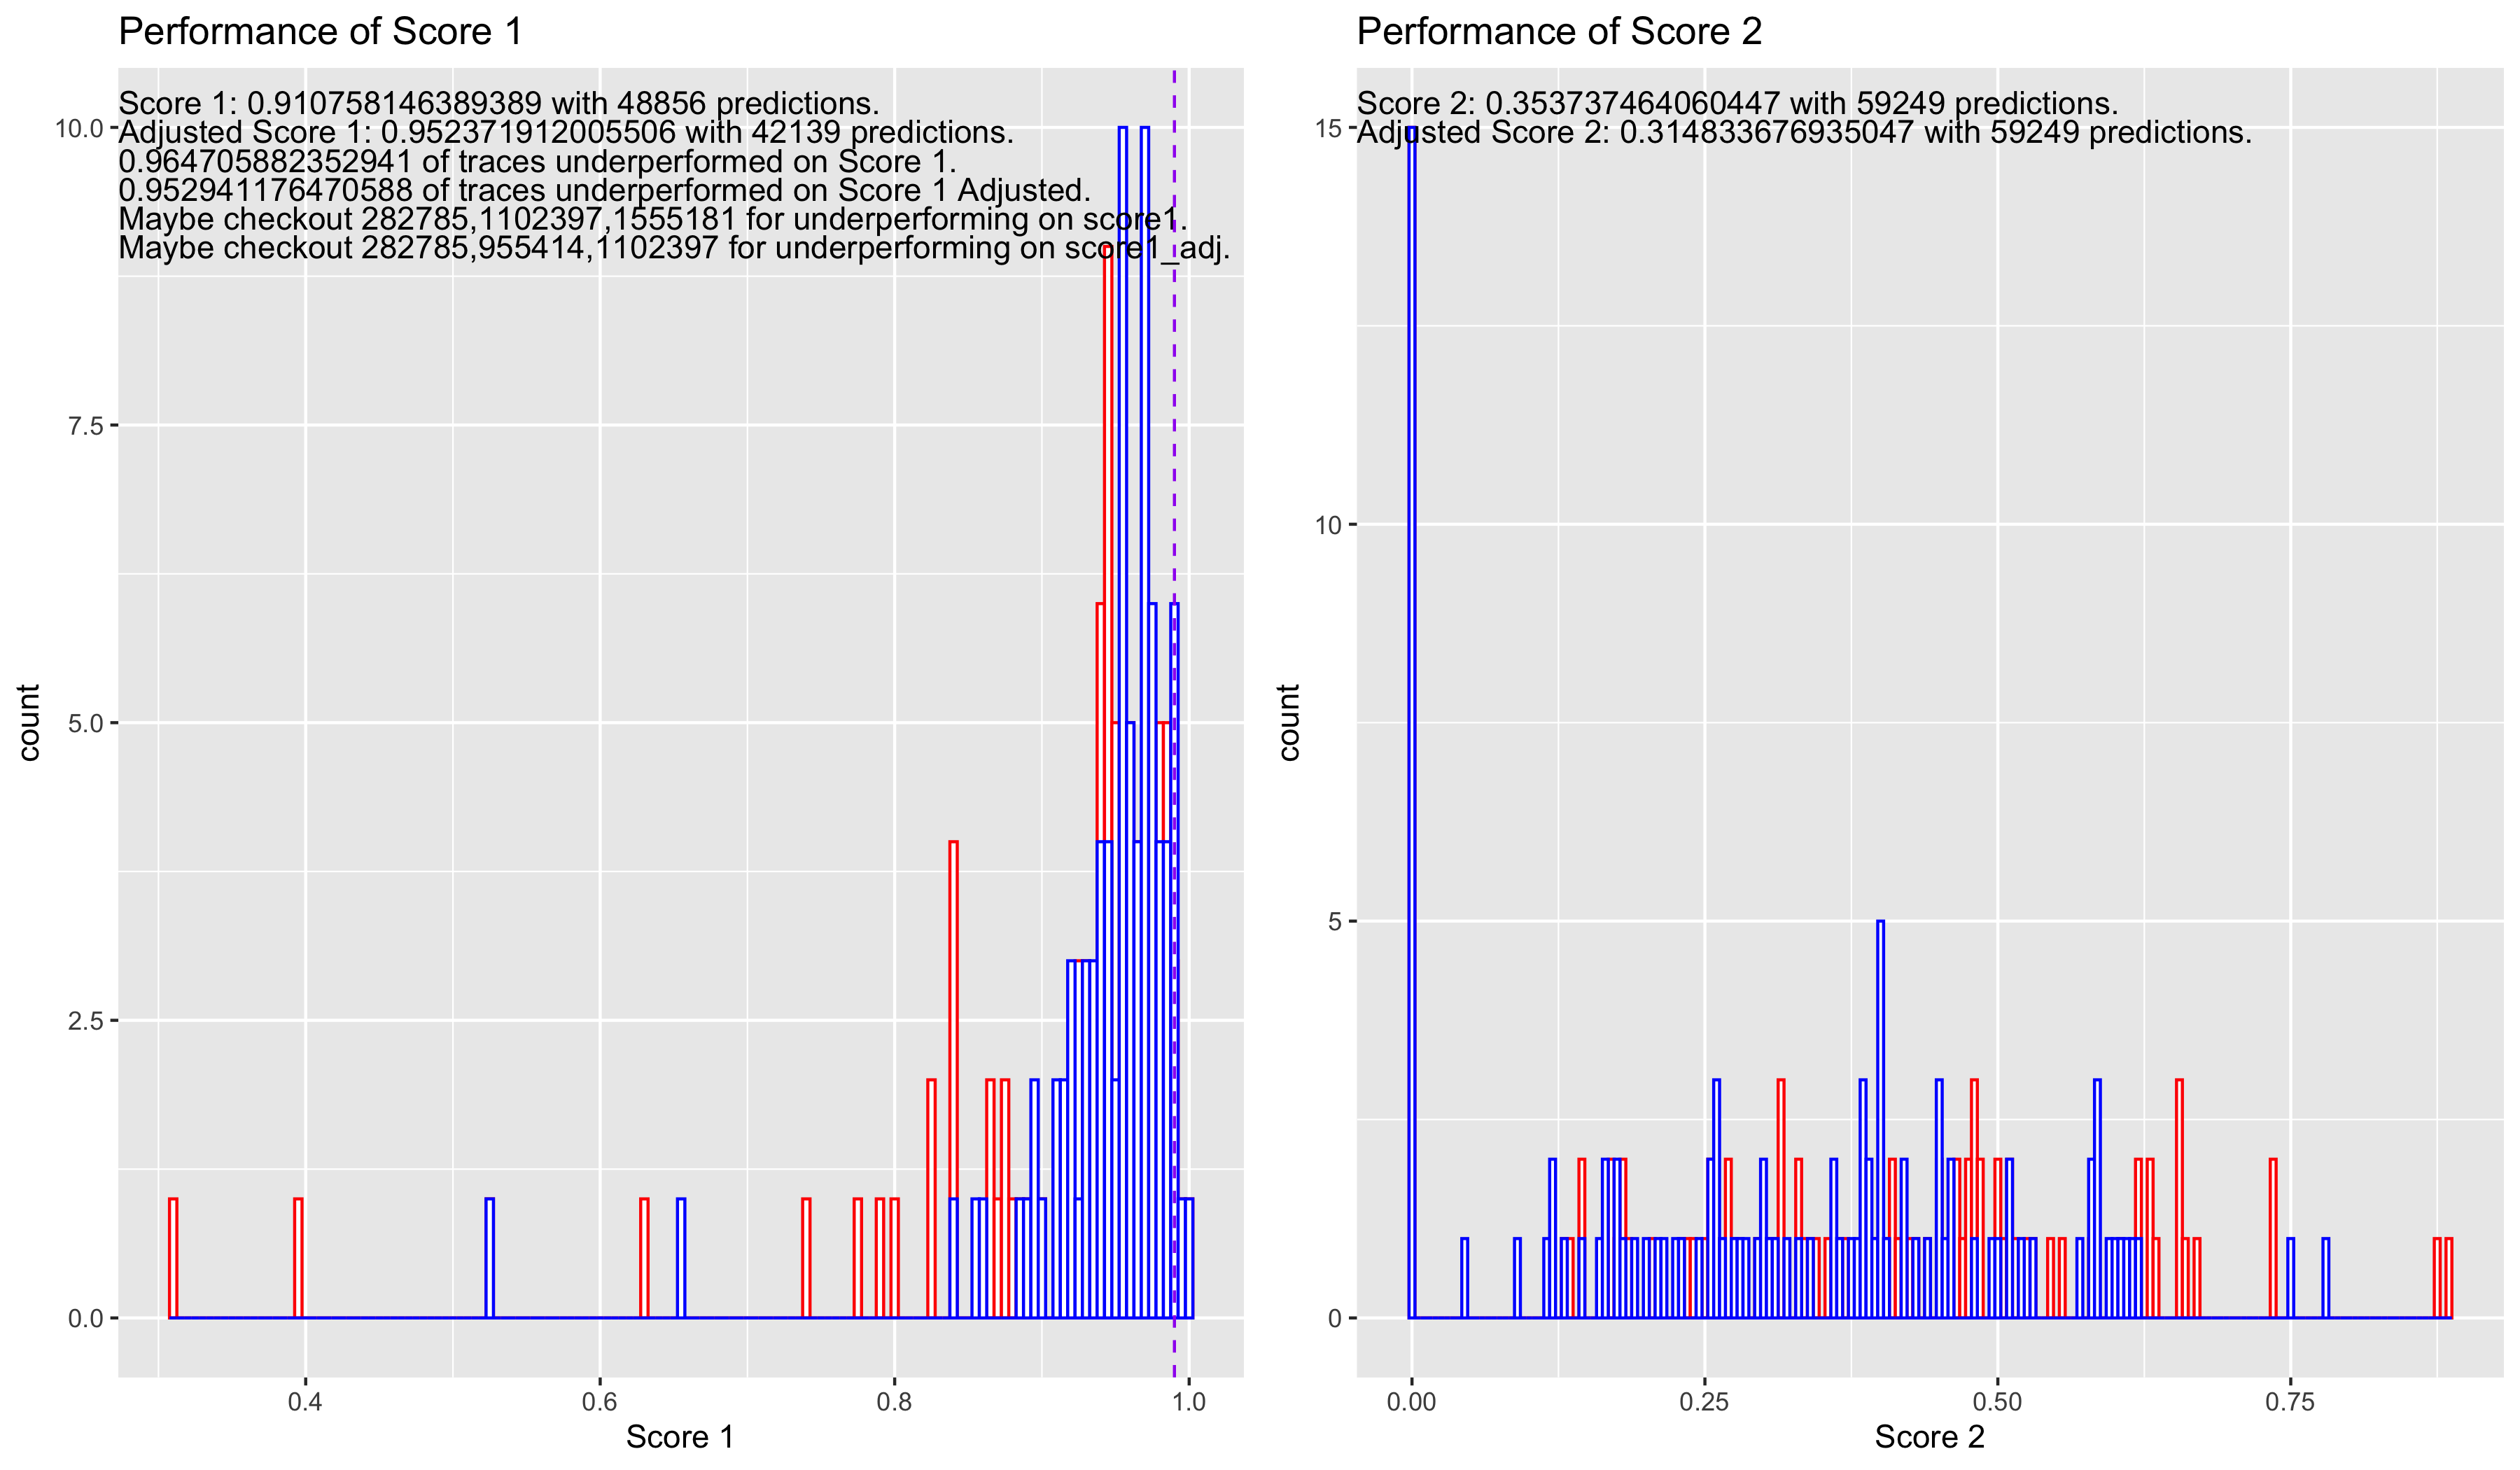 Performance of Score 1
Score 1: 0.910758146389389 with 48856 predictions.
Adjusted Score 1: 0.952371912005506 with 42139 predictions.
0.964705882352941 of traces underperformed on Score 1.
0.952941176470588 of traces underperformed on Score 1 Adjusted.
Maybe checkout 282785,1102397,1555181 for underperforming on score1.
Maybe checkout 282785,955414,1102397 for underperforming on score1_adj.
10.0
7.5
5.0
2.5
0.0
count
0.4
0.6
0.8
1.0
Score 1
Performance of Score 2
Score 2: 0.353737464060447 with 59249 predictions.
Adjusted Score 2: 0.314833676935047 with 59249 predictions.
15
10
5
0
count
0.00
0.25
0.50
0.75
Score 2